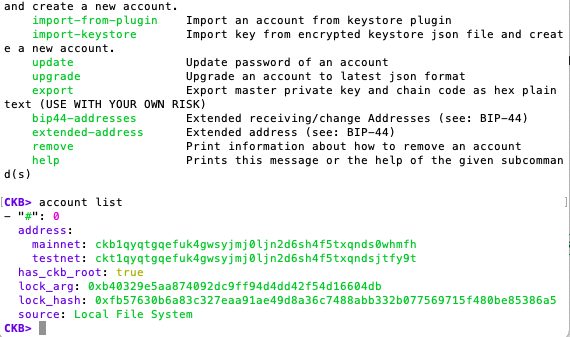 and create a new account.
import-from-plugin Import an account from keystore plugin
import-keystore Import key from encrypted keystore json file and creat
e a new account.
update Update password of an account
upgrade Upgrade an account to latest json format
export Export master private key and chain code as hex plain
text (USE WITH YOUR OWN RISK)
bip44-addresses Extended receiving/change Addresses (see: BIP-44)
extended-address Extended address (see: BIP-44)
remove Print information about how to remove an account
help Prints this message or the help of the given subcomman
d(s)
[CKB> account list ]
- "#": 0
address:
mainnet: ckb1qyqtgqefuk4gwsyjmj0ljn2d6sh4f5txqnds0whmfh
testnet: ckt1qyqtgqefuk4gwsyjmj0ljn2d6sh4f5txqndsjtfy9t
has_ckb_root: true
lock_arg: 0xb40329e5aa874092dc9ff94d4dd42f54d16604db
lock_hash: 0xfb57630b6a83c327eaa91ae49d8a36c7488abb332b077569715f480be85386a5
source: Local File System
CKB>